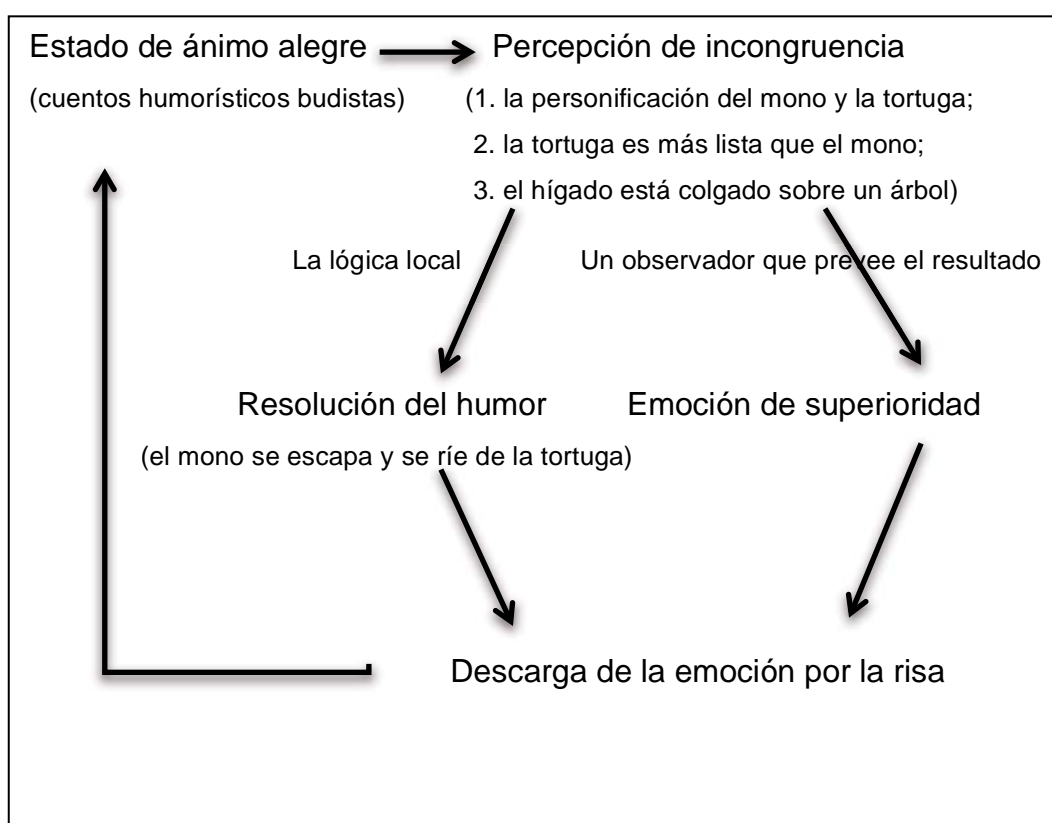 Estado de ánimo alegre
Percepción de incongruencia
(cuentos humorísticos budistas)
(1. la personificación del mono y la tortuga;
2. la tortuga es más lista que el mono;
3. el hígado está colgado sobre un árbol)
La lógica local
Un observador que prevee el resultado
Resolución del humor
Emoción de superioridad
(el mono se escapa y se ríe de la tortuga)
Descarga de la emoción por la risa